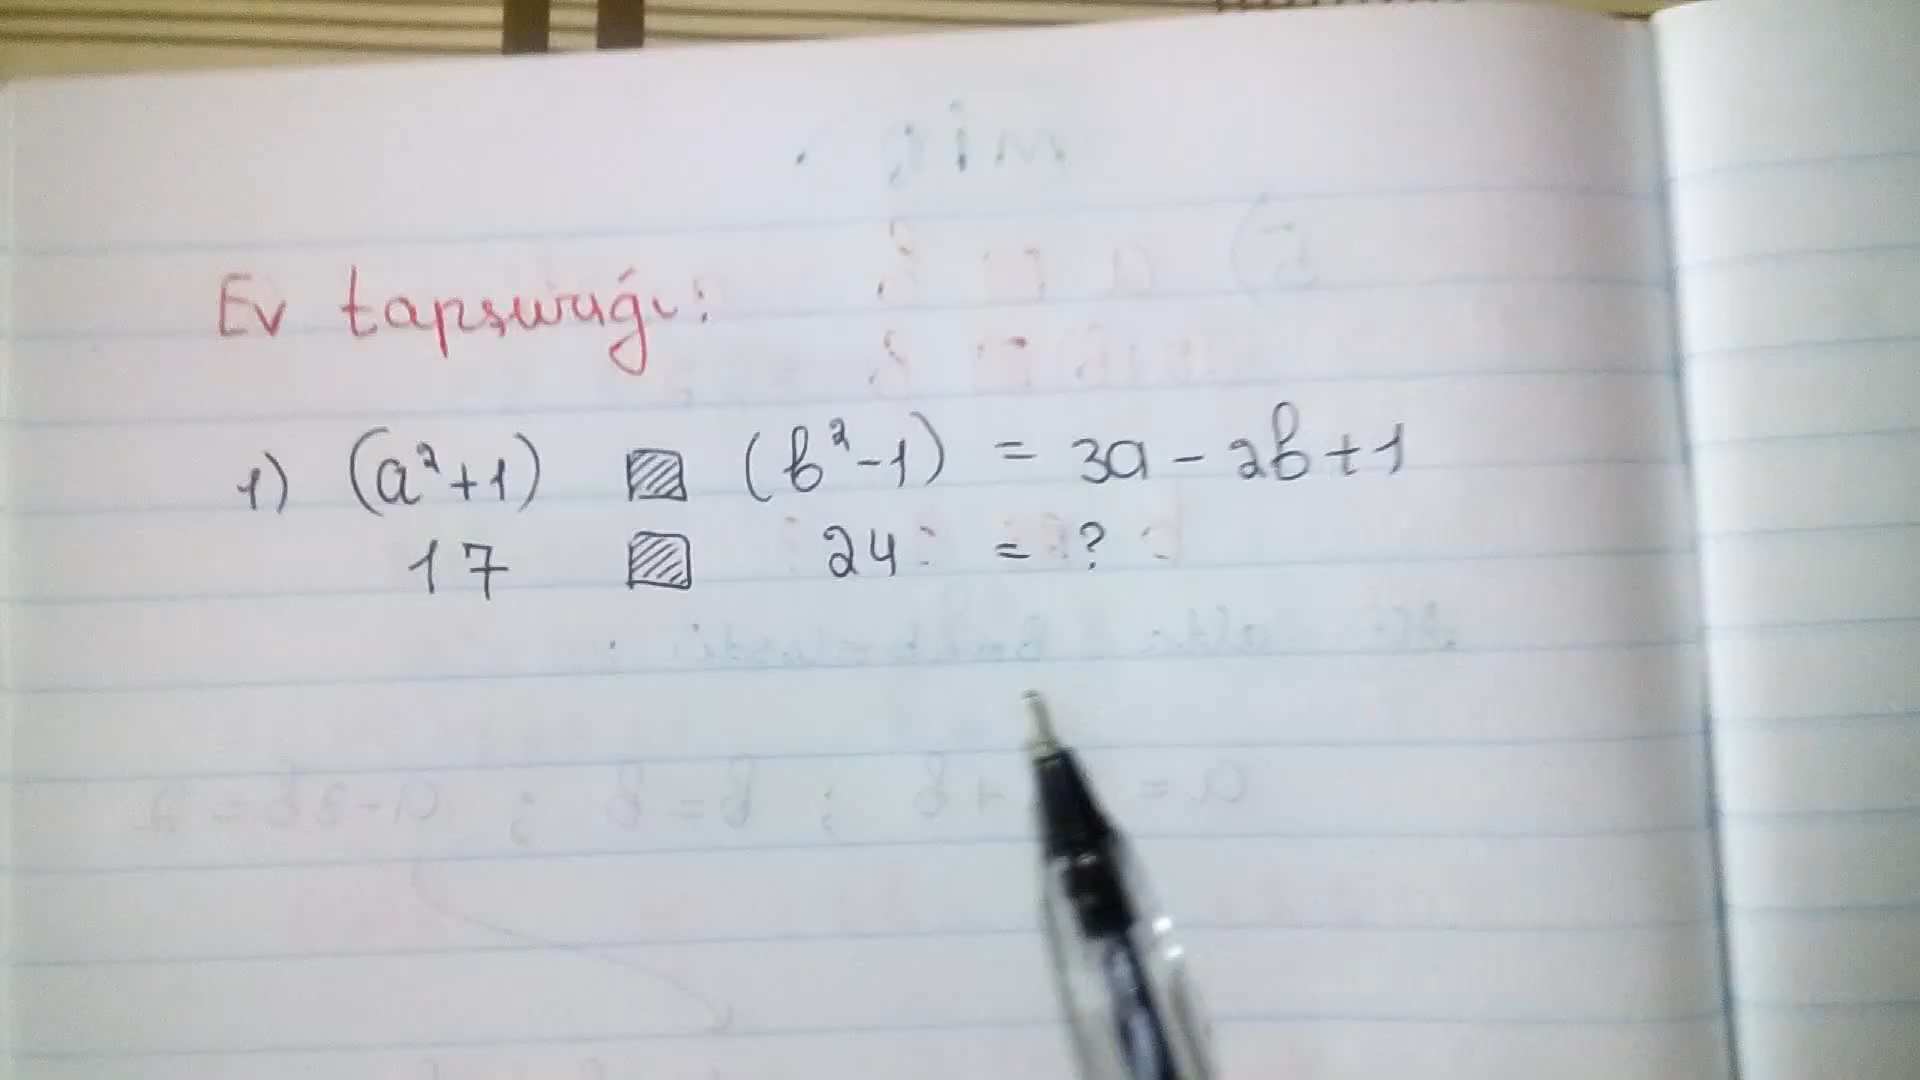 Ev tapşırığı:
1) (a²+1) ▨ (b²-1) = 3a - 2b + 1
17 ▨ 24 = ?